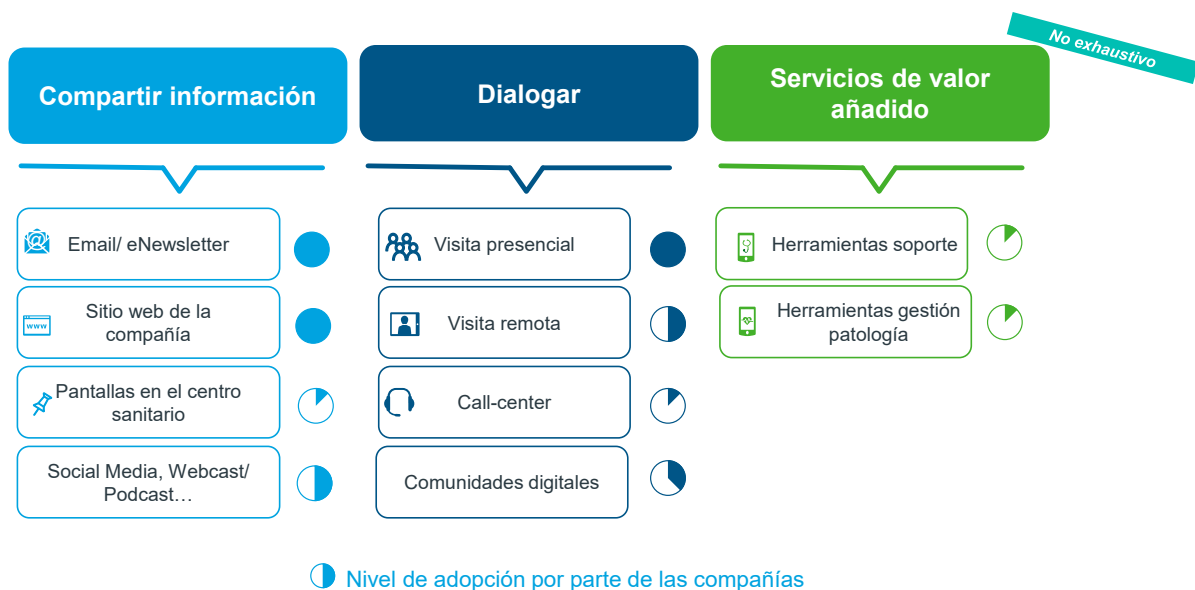 No exhaustivo
Compartir información
Dialogar
Servicios de valor
añadido
Email/ eNewsletter
Sitio web de la
compañía
www
Pantallas en el centro
sanitario
Social Media, Webcast/
Podcast…
Visita presencial
Visita remota
Call-center
Comunidades digitales
Herramientas soporte
Herramientas gestión
patología
Nivel de adopción por parte de las compañías